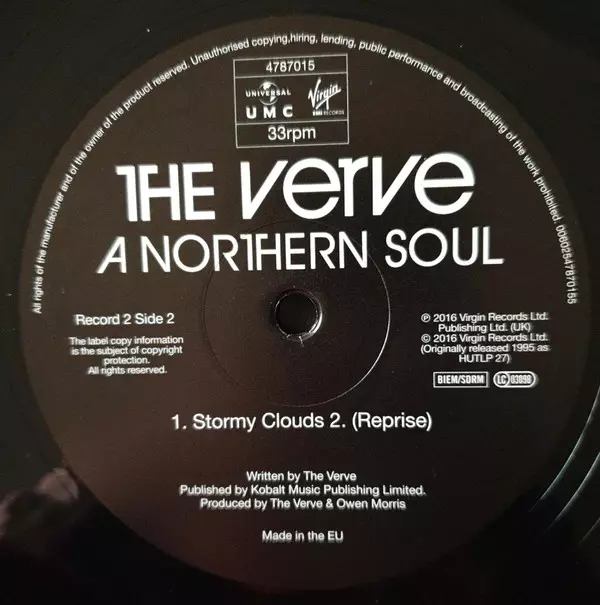 All rights of the manufacturer and of the owner of the product reserved. Unauthorised copying,hiring, lending, public performance and broadcasting of the work prohibited. 00602547870155
4787015
UNIVERSAL
UMC
Virgin
EMI RECORDS
33rpm
THE Verve
A NORTHERN SOUL
Record 2 Side 2
The label copy information
is the subject of copyright
protection.
All rights reserved.
℗ 2016 Virgin Records Ltd.
Publishing Ltd. (UK)
© 2016 Virgin Records Ltd.
(Originally released 1995 as
HUTLP 27)
BIEM/SDRM LC 03098
1. Stormy Clouds 2. (Reprise)
Written by The Verve
Published by Kobalt Music Publishing Limited.
Produced by The Verve & Owen Morris
Made in the EU